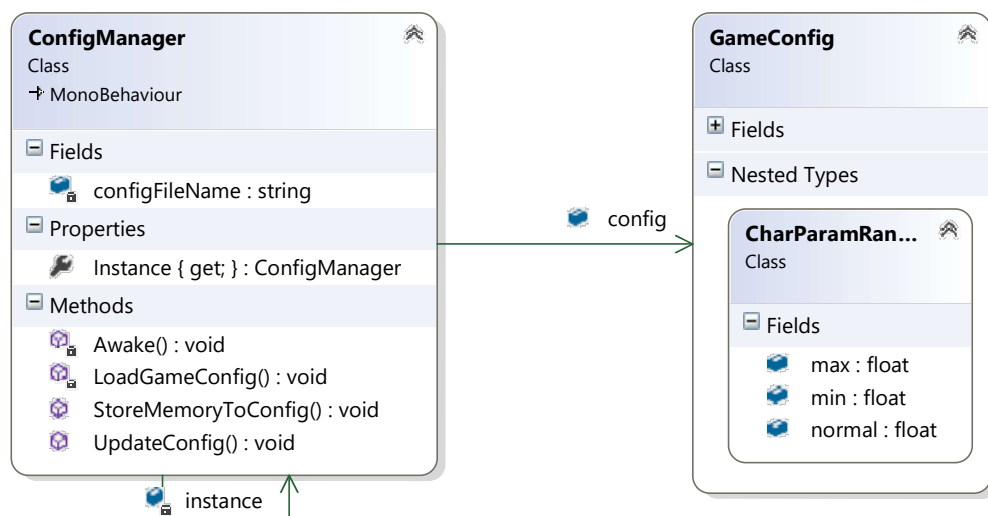 ConfigManager
Class
MonoBehaviour
Fields
configFileName : string
Properties
Instance { get; } : ConfigManager
Methods
Awake() : void
LoadGameConfig() : void
StoreMemoryToConfig() : void
UpdateConfig() : void
instance
config
GameConfig
Class
Fields
Nested Types
CharParamRan...
Class
Fields
max : float
min : float
normal : float